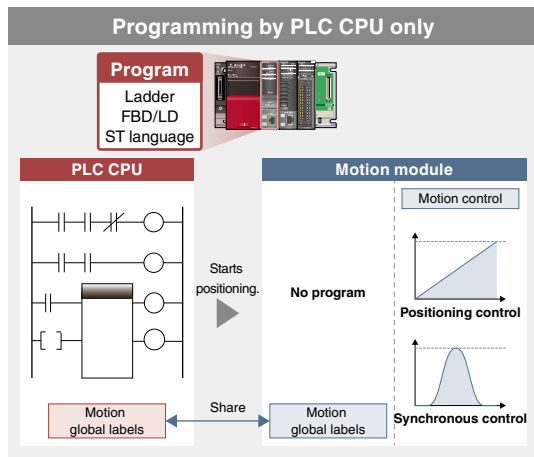 Programming by PLC CPU only
Program
Ladder
FBD/LD
ST language
PLC CPU
Motion module
Motion control
Starts
positioning.
No program
Positioning control
Synchronous control
Motion
global labels
Share
Motion
global labels